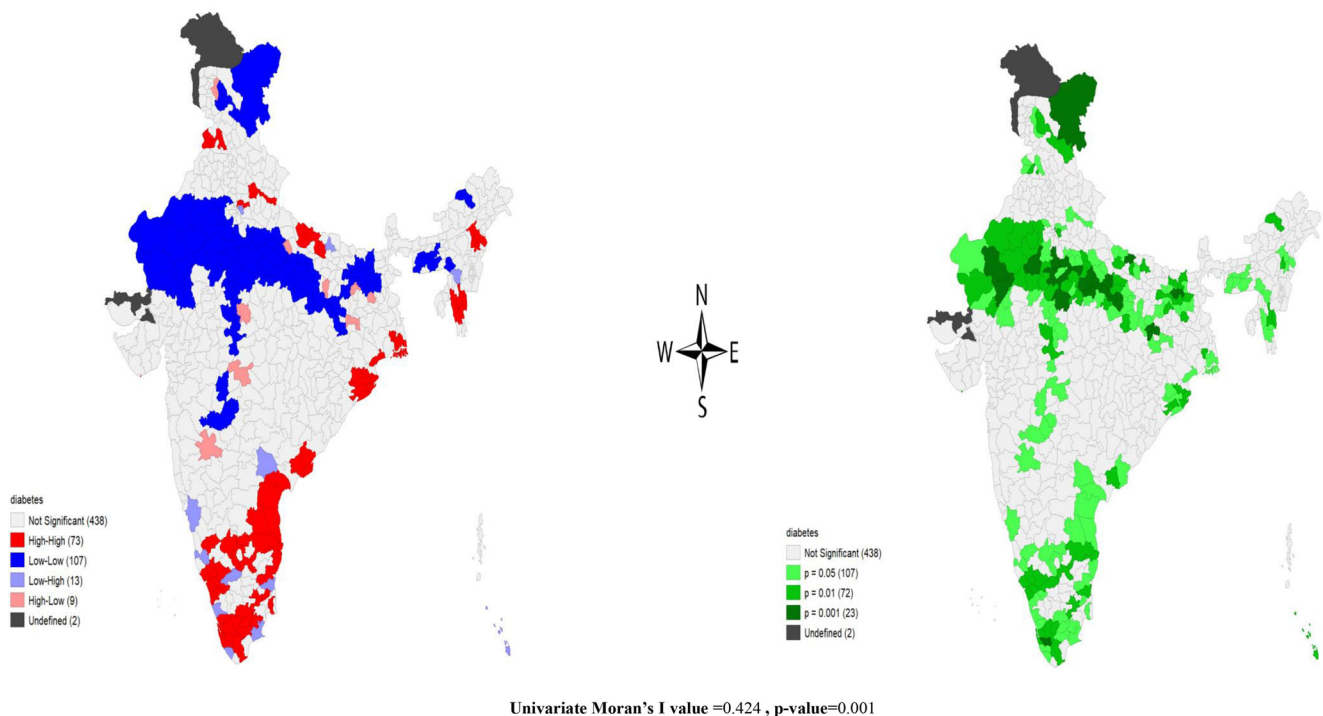 N
W E
S
diabetes
Not Significant (438)
High-High (73)
Low-Low (107)
Low-High (13)
High-Low (9)
Undefined (2)
diabetes
Not Significant (438)
p = 0.05 (107)
p = 0.01 (72)
p = 0.001 (23)
Undefined (2)
Univariate Moran's I value =0.424 , p-value=0.001